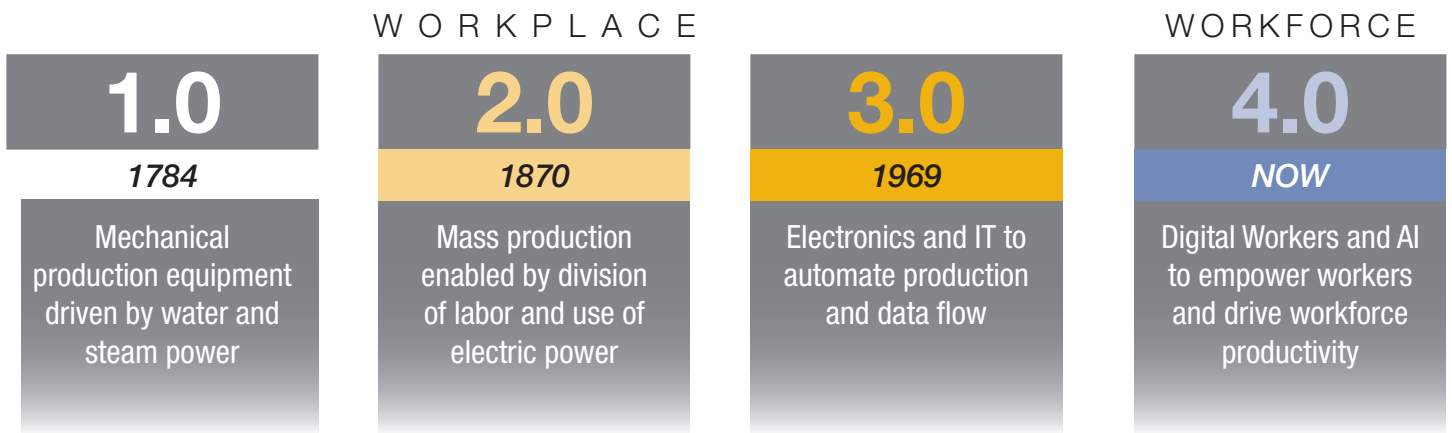 WORKPLACE
WORKFORCE
1.0
1784
Mechanical
production equipment
driven by water and
steam power
2.0
1870
Mass production
enabled by division
of labor and use of
electric power
3.0
1969
Electronics and IT to
automate production
and data flow
4.0
NOW
Digital Workers and AI
to empower workers
and drive workforce
productivity